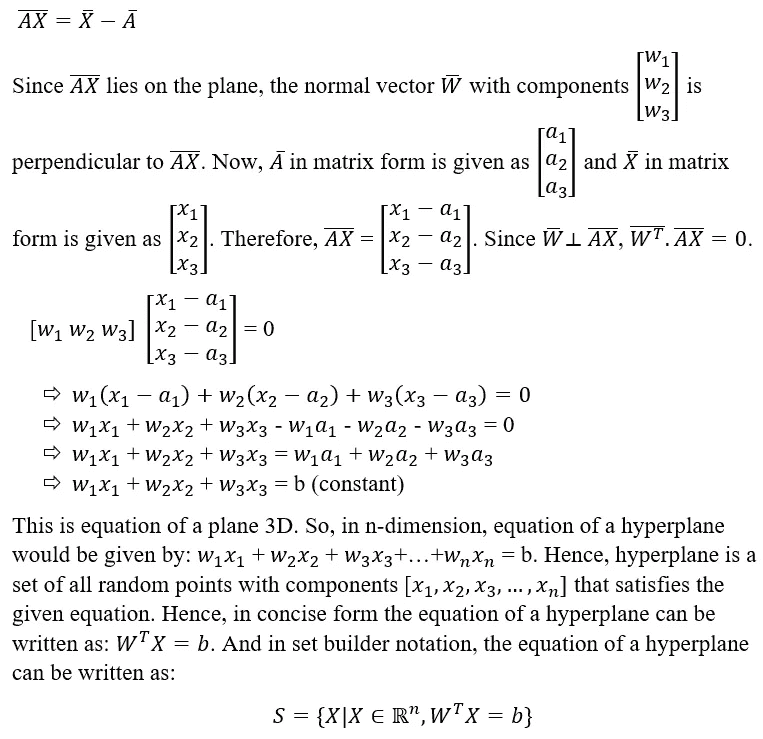 $\overline{AX} = \bar{X} - \bar{A}$
Since $\overline{AX}$ lies on the plane, the normal vector $\bar{W}$ with components $\begin{bmatrix} w_1 \\ w_2 \\ w_3 \end{bmatrix}$ is
perpendicular to $\overline{AX}$. Now, $\bar{A}$ in matrix form is given as $\begin{bmatrix} a_1 \\ a_2 \\ a_3 \end{bmatrix}$ and $\bar{X}$ in matrix
form is given as $\begin{bmatrix} x_1 \\ x_2 \\ x_3 \end{bmatrix}$. Therefore, $\overline{AX} = \begin{bmatrix} x_1 - a_1 \\ x_2 - a_2 \\ x_3 - a_3 \end{bmatrix}$. Since $\bar{W} \perp \overline{AX}$, $\overline{W^T}.\overline{AX} = 0$.
$[w_1\ w_2\ w_3] \begin{bmatrix} x_1 - a_1 \\ x_2 - a_2 \\ x_3 - a_3 \end{bmatrix} = 0$
⇨ $w_1(x_1 - a_1) + w_2(x_2 - a_2) + w_3(x_3 - a_3) = 0$
⇨ $w_1x_1 + w_2x_2 + w_3x_3$ - $w_1a_1$ - $w_2a_2$ - $w_3a_3$ = 0
⇨ $w_1x_1 + w_2x_2 + w_3x_3 = w_1a_1 + w_2a_2 + w_3a_3$
⇨ $w_1x_1 + w_2x_2 + w_3x_3$ = b (constant)
This is equation of a plane 3D. So, in n-dimension, equation of a hyperplane
would be given by: $w_1x_1 + w_2x_2 + w_3x_3 + \ldots + w_nx_n$ = b. Hence, hyperplane is a
set of all random points with components $[x_1, x_2, x_3, \ldots, x_n]$ that satisfies the
given equation. Hence, in concise form the equation of a hyperplane can be
written as: $W^TX = b$. And in set builder notation, the equation of a hyperplane
can be written as:
$S = \{X | X \in \mathbb{R}^n, W^TX = b\}$